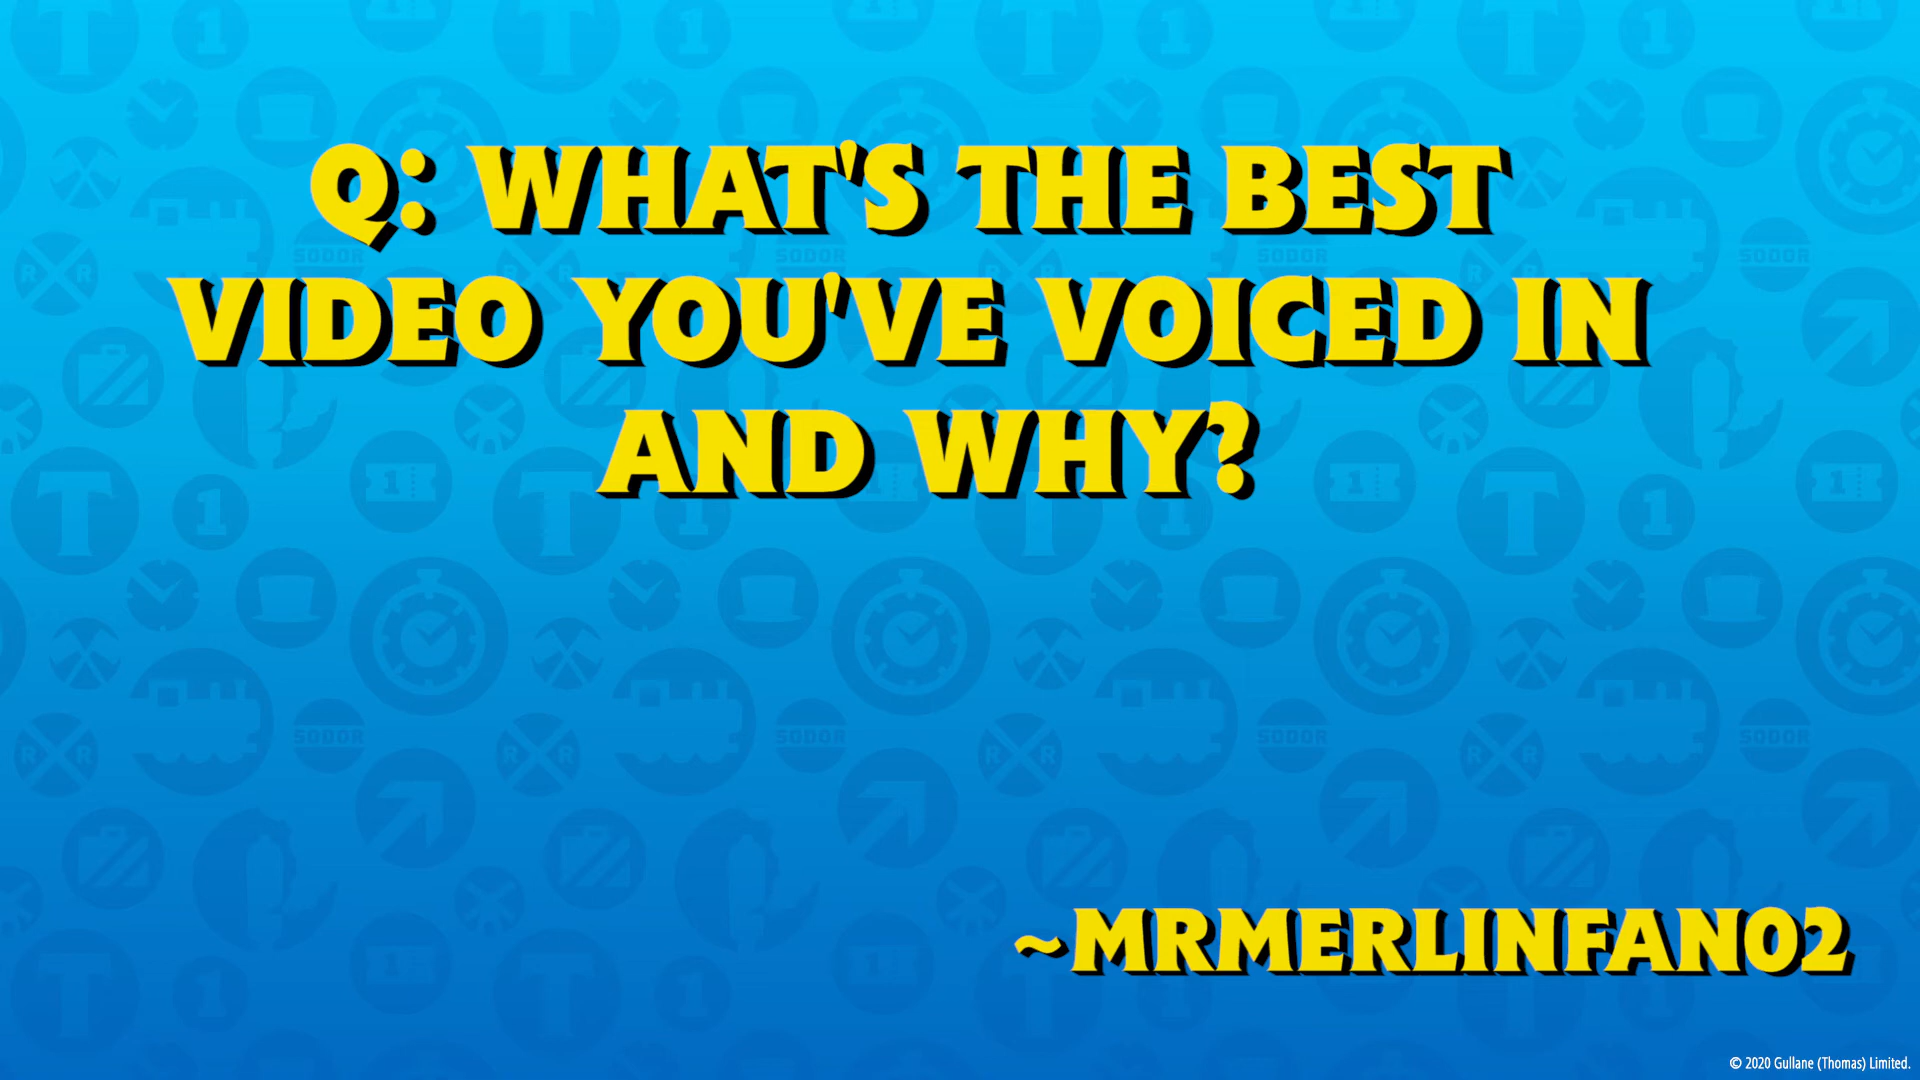 Q: WHAT'S THE BEST
VIDEO YOU'VE VOICED IN
AND WHY?
~MRMERLINFAN02
© 2020 Gullane (Thomas) Limited.